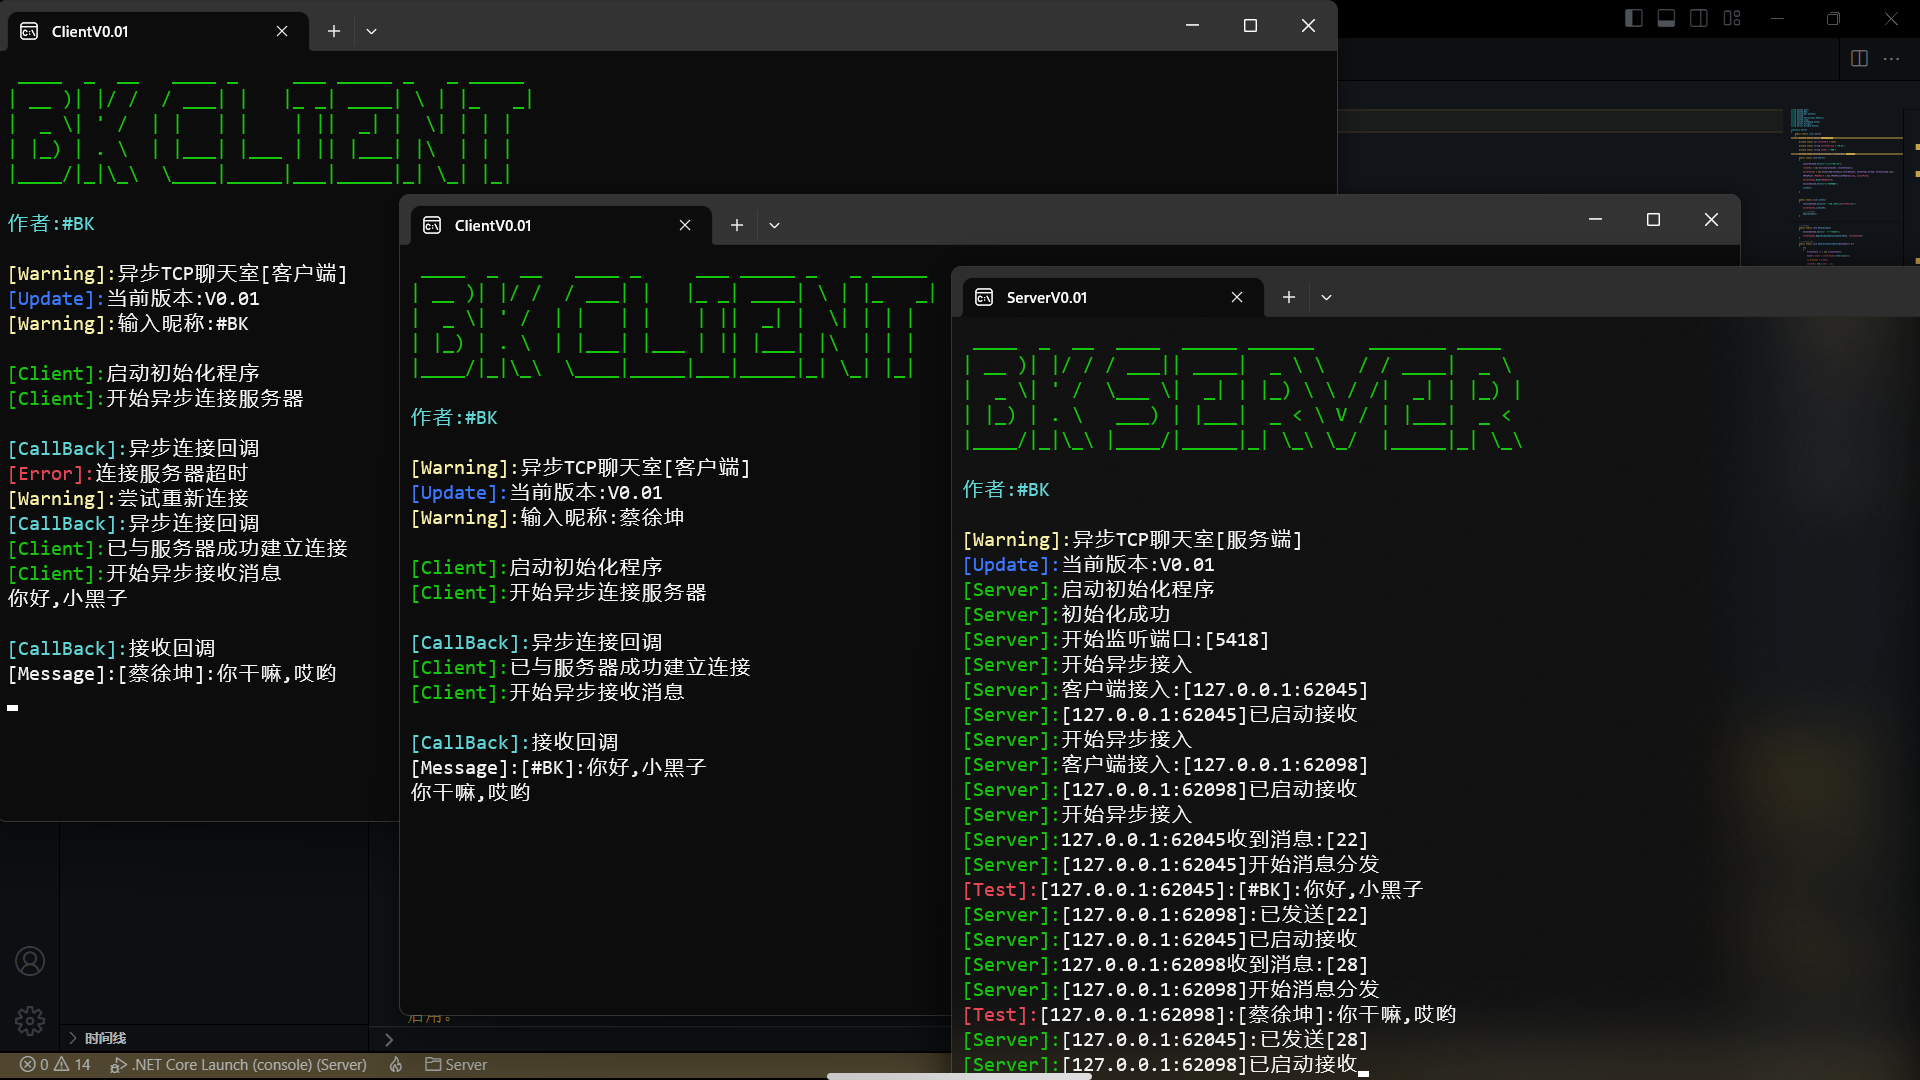 ClientV0.01
作者:#BK
[Warning]:异步TCP聊天室[客户端]
[Update]:当前版本:V0.01
[Warning]:输入昵称:#BK
[Client]:启动初始化程序
[Client]:开始异步连接服务器
[CallBack]:异步连接回调
[Error]:连接服务器超时
[Warning]:尝试重新连接
[CallBack]:异步连接回调
[Client]:已与服务器成功建立连接
[Client]:开始异步接收消息
你好,小黑子
[CallBack]:接收回调
[Message]:[蔡徐坤]:你干嘛,哎哟
ClientV0.01
作者:#BK
[Warning]:异步TCP聊天室[客户端]
[Update]:当前版本:V0.01
[Warning]:输入昵称:蔡徐坤
[Client]:启动初始化程序
[Client]:开始异步连接服务器
[CallBack]:异步连接回调
[Client]:已与服务器成功建立连接
[Client]:开始异步接收消息
[CallBack]:接收回调
[Message]:[#BK]:你好,小黑子
你干嘛,哎哟
ServerV0.01
作者:#BK
[Warning]:异步TCP聊天室[服务端]
[Update]:当前版本:V0.01
[Server]:启动初始化程序
[Server]:初始化成功
[Server]:开始监听端口:[5418]
[Server]:开始异步接入
[Server]:客户端接入:[127.0.0.1:62045]
[Server]:[127.0.0.1:62045]已启动接收
[Server]:开始异步接入
[Server]:客户端接入:[127.0.0.1:62098]
[Server]:[127.0.0.1:62098]已启动接收
[Server]:开始异步接入
[Server]:127.0.0.1:62045收到消息:[22]
[Server]:[127.0.0.1:62045]开始消息分发
[Test]:[127.0.0.1:62045]:[#BK]:你好,小黑子
[Server]:[127.0.0.1:62098]:已发送[22]
[Server]:[127.0.0.1:62045]已启动接收
[Server]:127.0.0.1:62098收到消息:[28]
[Server]:[127.0.0.1:62098]开始消息分发
[Test]:[127.0.0.1:62098]:[蔡徐坤]:你干嘛,哎哟
[Server]:[127.0.0.1:62045]:已发送[28]
[Server]:[127.0.0.1:62098]已启动接收
时间线
0 14 .NET Core Launch (console) (Server) Server